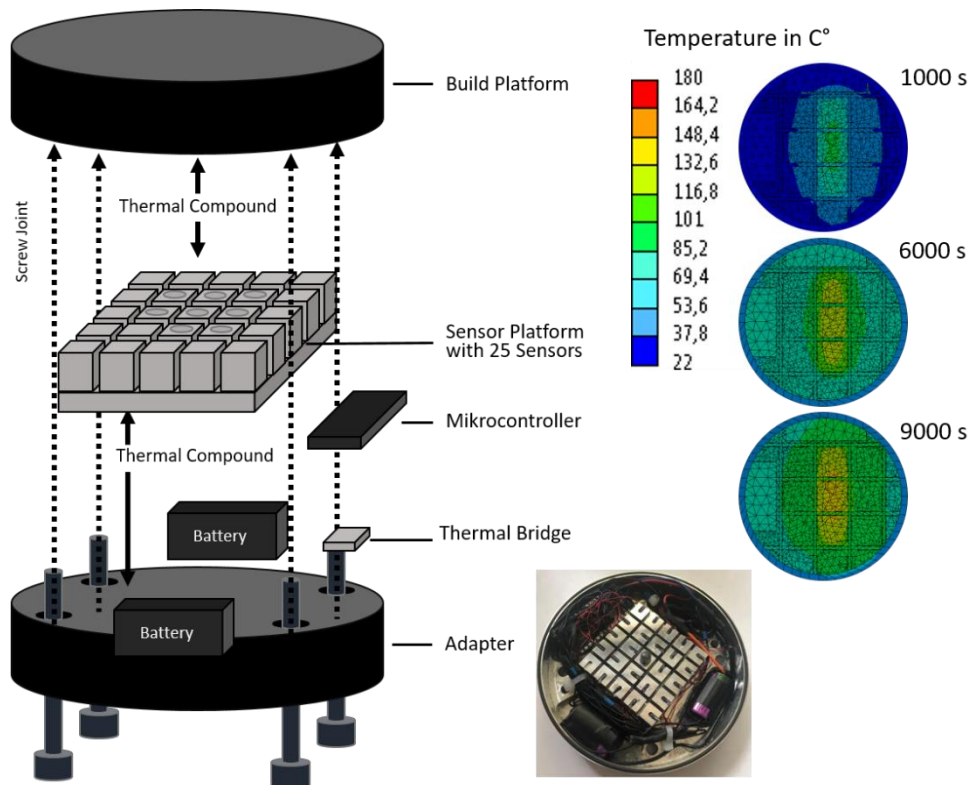 Build Platform
Thermal Compound
Screw Joint
Sensor Platform
with 25 Sensors
Mikrocontroller
Thermal Compound
Battery
Thermal Bridge
Battery
Adapter
Temperature in C°
180
164,2
148,4
132,6
116,8
101
85,2
69,4
53,6
37,8
22
1000 s
6000 s
9000 s